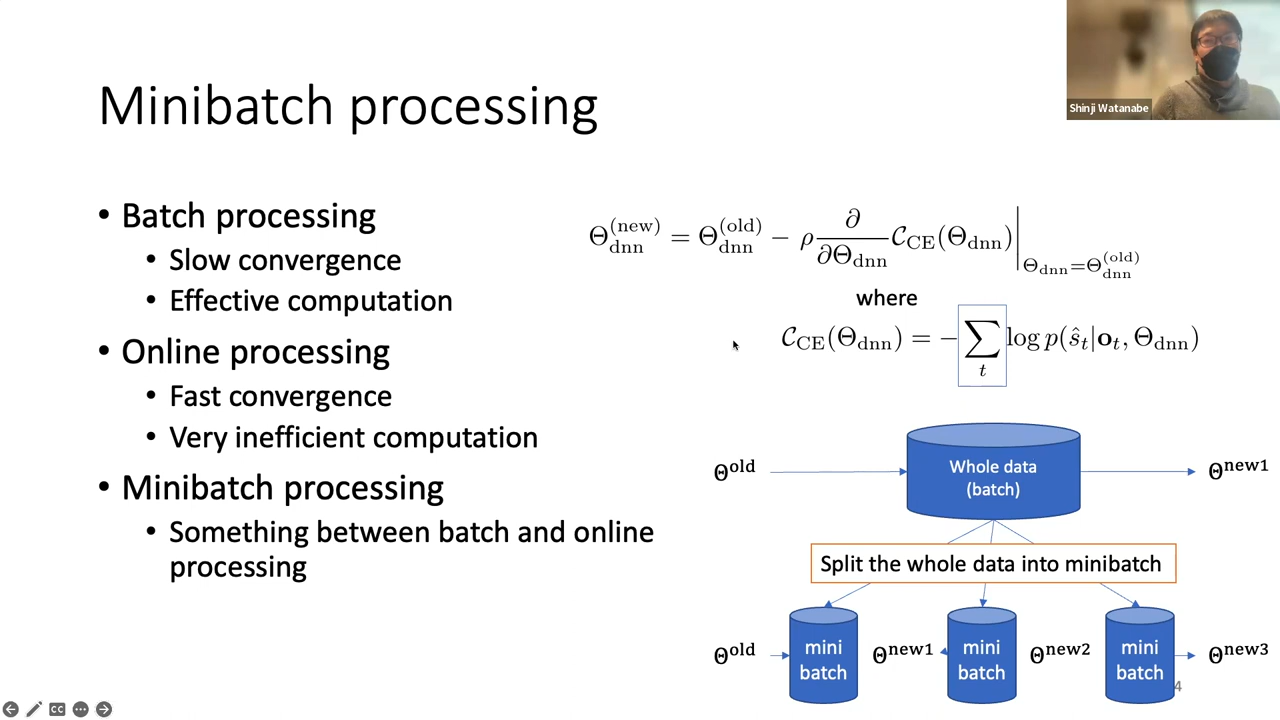 Shinji Watanabe
Minibatch processing
• Batch processing
• Slow convergence
• Effective computation
• Online processing
• Fast convergence
• Very inefficient computation
• Minibatch processing
• Something between batch and online
processing
Θ_dnn^(new) = Θ_dnn^(old) − ρ ∂/∂Θ_dnn 𝒞_CE(Θ_dnn)|_Θ_dnn=Θ_dnn^(old)
where
𝒞_CE(Θ_dnn) = −∑_t log p(ŝ_t|𝐨_t, Θ_dnn)
Θ^old
Whole data
(batch)
Θ^new1
Split the whole data into minibatch
Θ^old
mini
batch
Θ^new1
mini
batch
Θ^new2
mini
batch
Θ^new3
4
CC